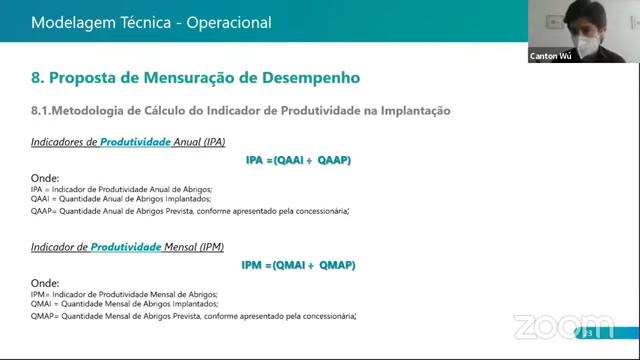 Modelagem Técnica - Operacional
Canton Wú
8. Proposta de Mensuração de Desempenho
8.1.Metodologia de Cálculo do Indicador de Produtividade na Implantação
Indicadores de Produtividade Anual (IPA)
IPA =(QAAI ÷ QAAP)
Onde:
IPA = Indicador de Produtividade Anual de Abrigos;
QAAI = Quantidade Anual de Abrigos Implantados;
QAAP= Quantidade Anual de Abrigos Prevista, conforme apresentado pela concessionária;
Indicador de Produtividade Mensal (IPM)
IPM =(QMAI ÷ QMAP)
Onde:
IPM= Indicador de Produtividade Mensal de Abrigos;
QMAI = Quantidade Mensal de Abrigos Implantados;
QMAP= Quantidade Mensal de Abrigos Prevista, conforme apresentado pela concessionária;
zoom
23